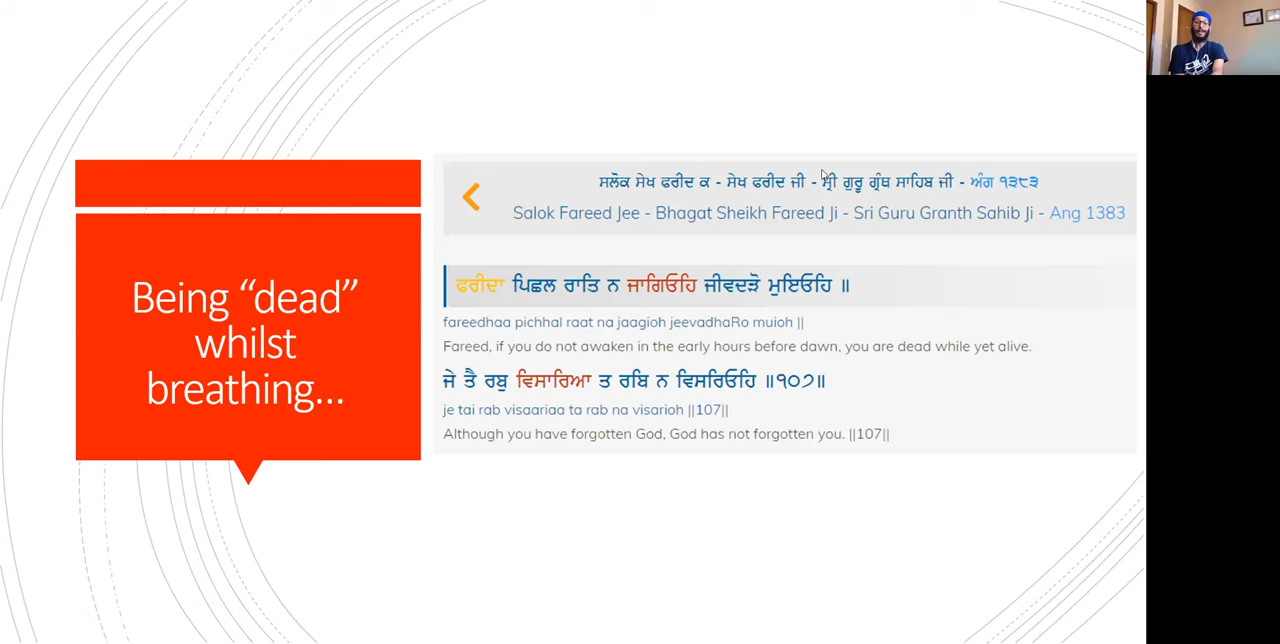 Being “dead”
whilst
breathing...
ਸਲੋਕ ਸੇਖ ਫਰੀਦ ਕ - ਸੇਖ ਫਰੀਦ ਜੀ - ਸ੍ਰੀ ਗੁਰੂ ਗ੍ਰੰਥ ਸਾਹਿਬ ਜੀ - ਅੰਗ ੧੩੮੩
Salok Fareed Jee - Bhagat Sheikh Fareed Ji - Sri Guru Granth Sahib Ji - Ang 1383
ਫਰੀਦਾ ਪਿਛਲ ਰਾਤਿ ਨ ਜਾਗਿਓਹਿ ਜੀਵਦੜੋ ਮੁਇਓਹਿ ॥
fareedhaa pichhal raat na jaagioh jeevadhaRo muioh ||
Fareed, if you do not awaken in the early hours before dawn, you are dead while yet alive.
ਜੇ ਤੈ ਰਬੁ ਵਿਸਾਰਿਆ ਤ ਰਬਿ ਨ ਵਿਸਰਿਓਹਿ ॥੧੦੭॥
je tai rab visaariaa ta rab na visarioh ||107||
Although you have forgotten God, God has not forgotten you. ||107||